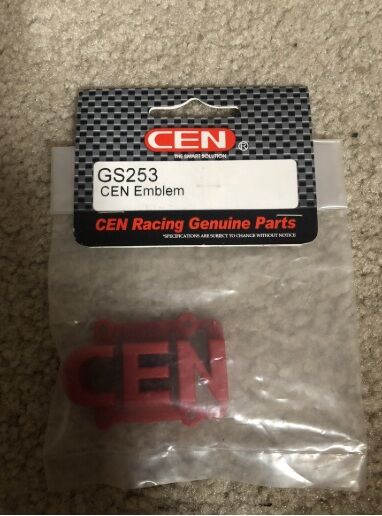 CEN®
THE SMART SOLUTION
GS253
CEN Emblem
CEN Racing Genuine Parts
*SPECIFICATIONS ARE SUBJECT TO CHANGE WITHOUT NOTICE
CEN